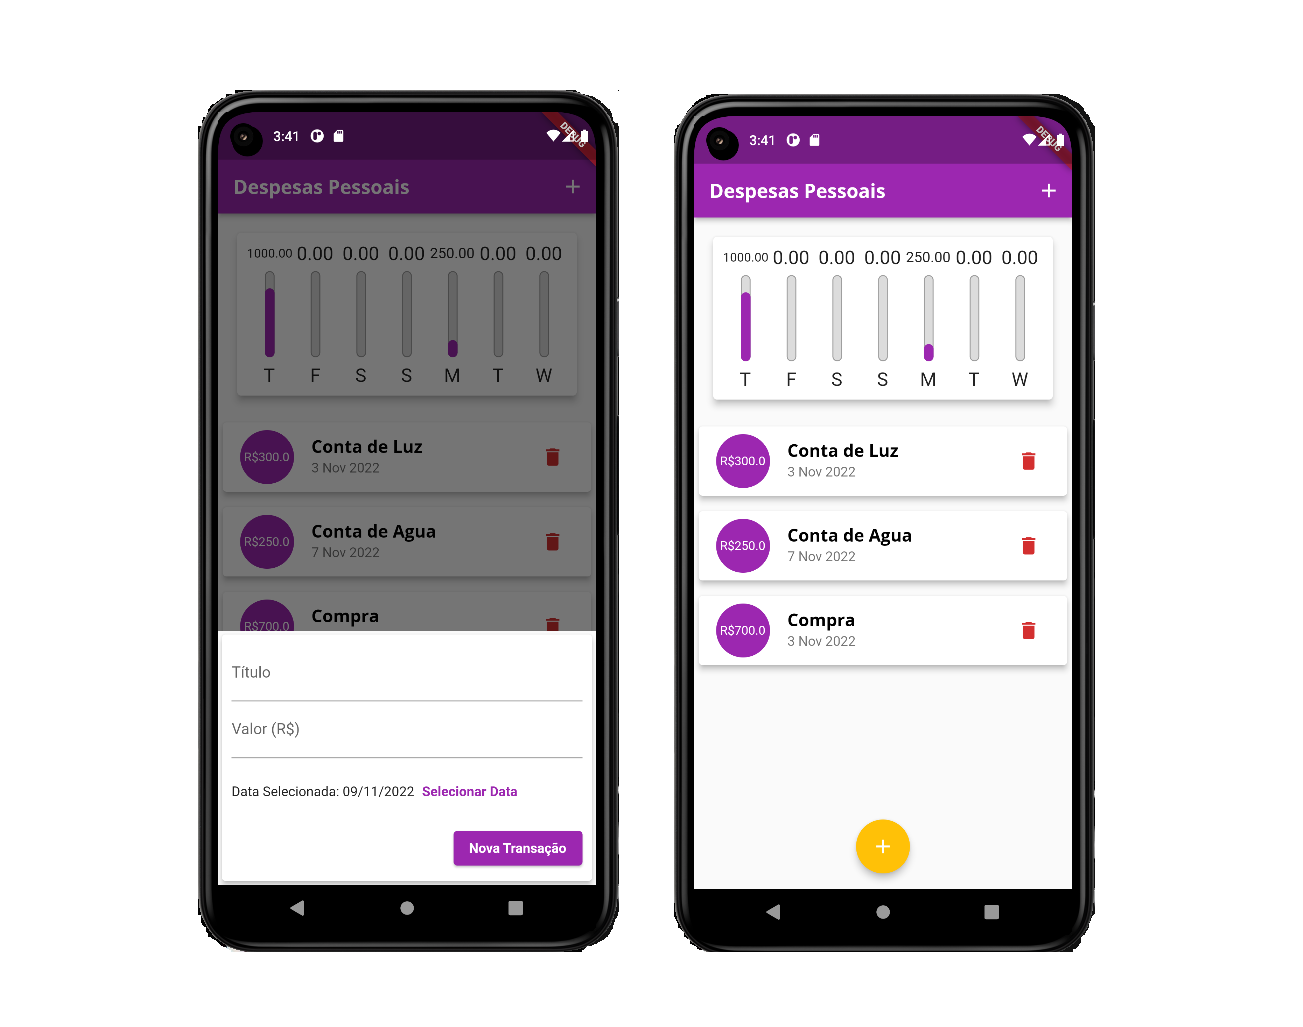 3:41
DEBUG
Despesas Pessoais
1000.00 0.00 0.00 0.00 250.00 0.00 0.00
T F S S M T W
R$300.0
Conta de Luz
3 Nov 2022
R$250.0
Conta de Agua
7 Nov 2022
R$700.0
Compra
Título
Valor (R$)
Data Selecionada: 09/11/2022 Selecionar Data
Nova Transação
3:41
DEBUG
Despesas Pessoais
1000.00 0.00 0.00 0.00 250.00 0.00 0.00
T F S S M T W
R$300.0
Conta de Luz
3 Nov 2022
R$250.0
Conta de Agua
7 Nov 2022
R$700.0
Compra
3 Nov 2022